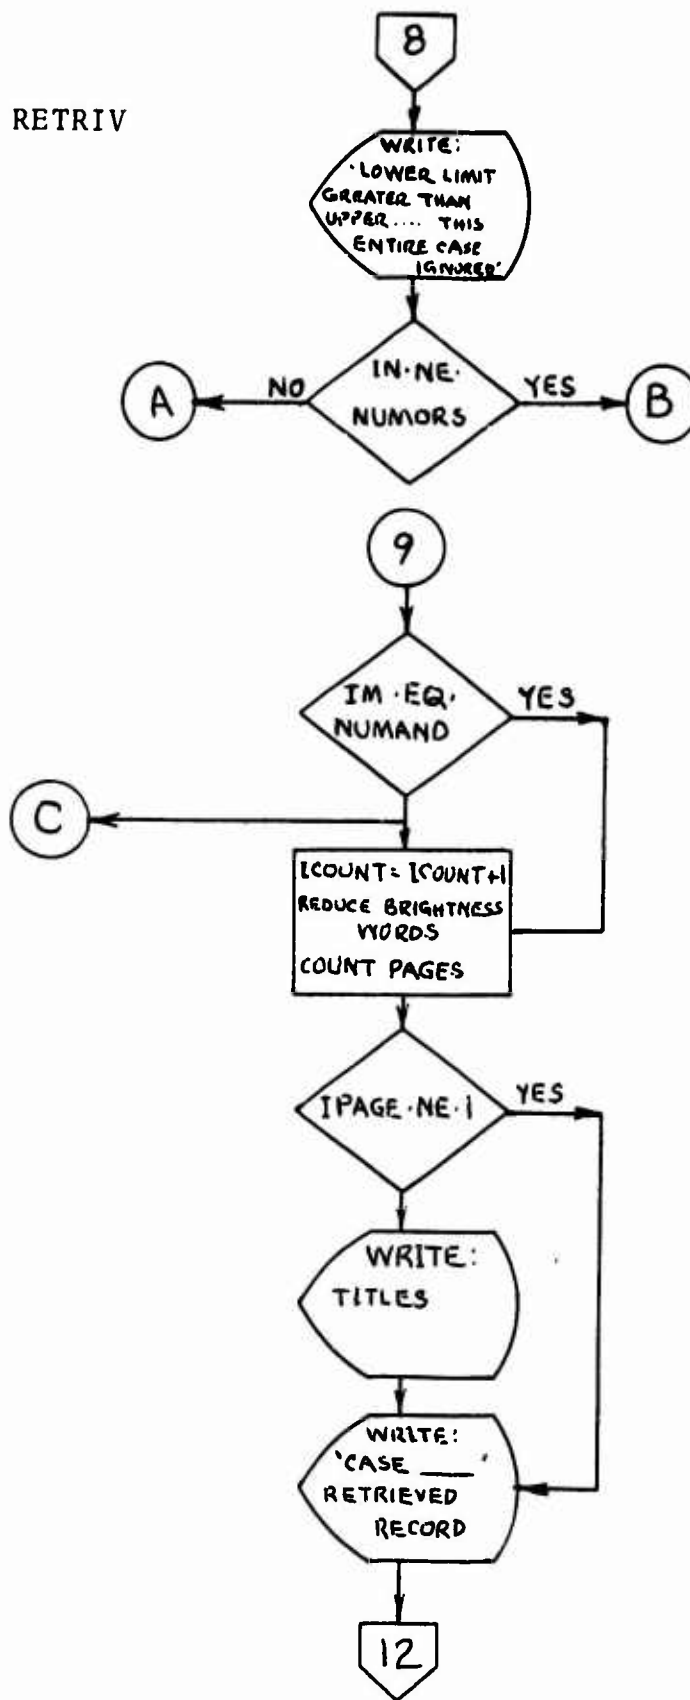 8
RETRIV
WRITE:
'LOWER LIMIT
GREATER THAN
UPPER.... THIS
ENTIRE CASE
IGNORED'
A
NO
IN.NE.
NUMORS
YES
B
9
IM.EQ.
NUMAND
YES
C
ICOUNT=ICOUNT+1
REDUCE BRIGHTNESS
WORDS
COUNT PAGES
IPAGE.NE.1
YES
WRITE:
TITLES
WRITE:
'CASE ____'
RETRIEVED
RECORD
12